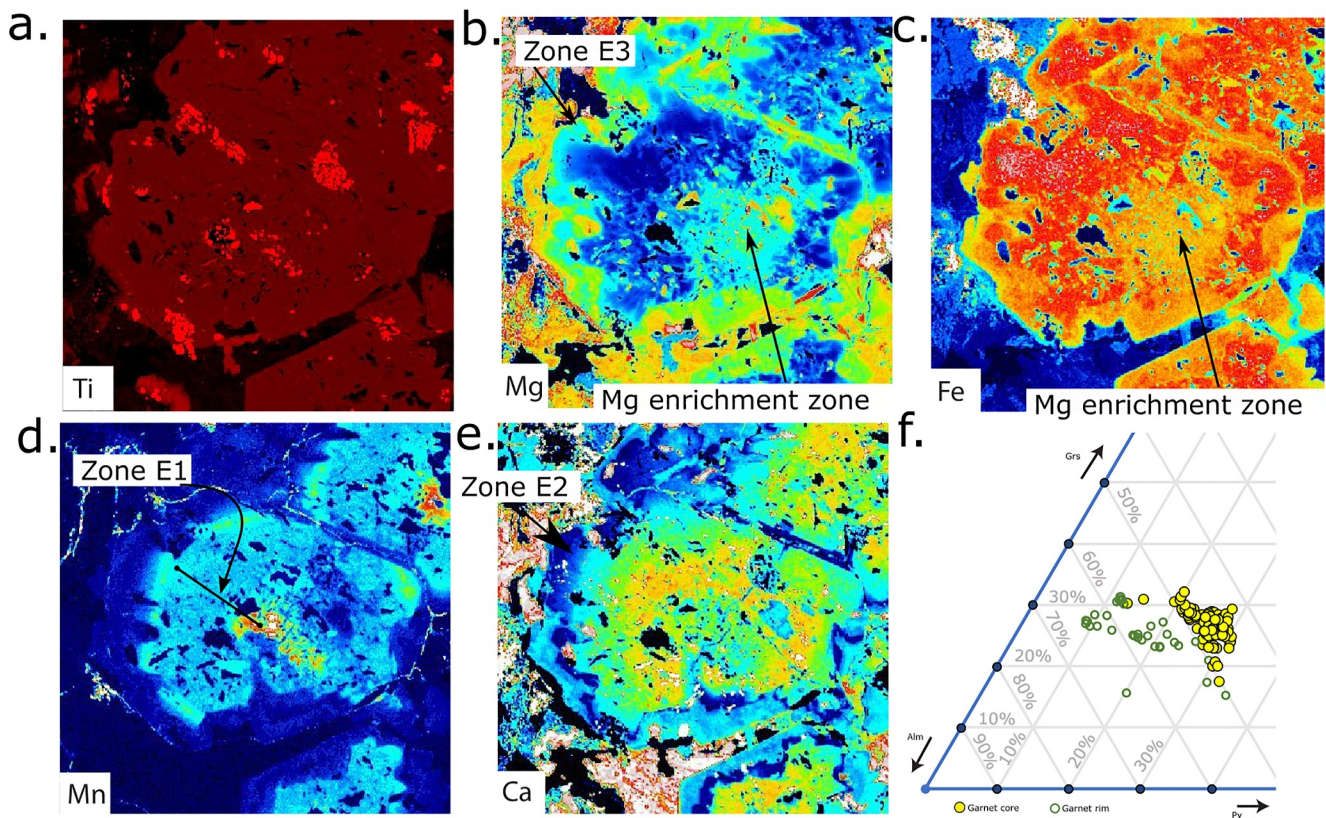 a.
b.
c.
Zone E3
Ti
Mg
Mg enrichment zone
Fe
Mg enrichment zone
d.
e.
f.
Zone E1
Zone E2
Mn
Ca
Grs
50%
60%
30%
70%
20%
80%
10%
90%
10%
20%
30%
Alm
Garnet core
Garnet rim
Py